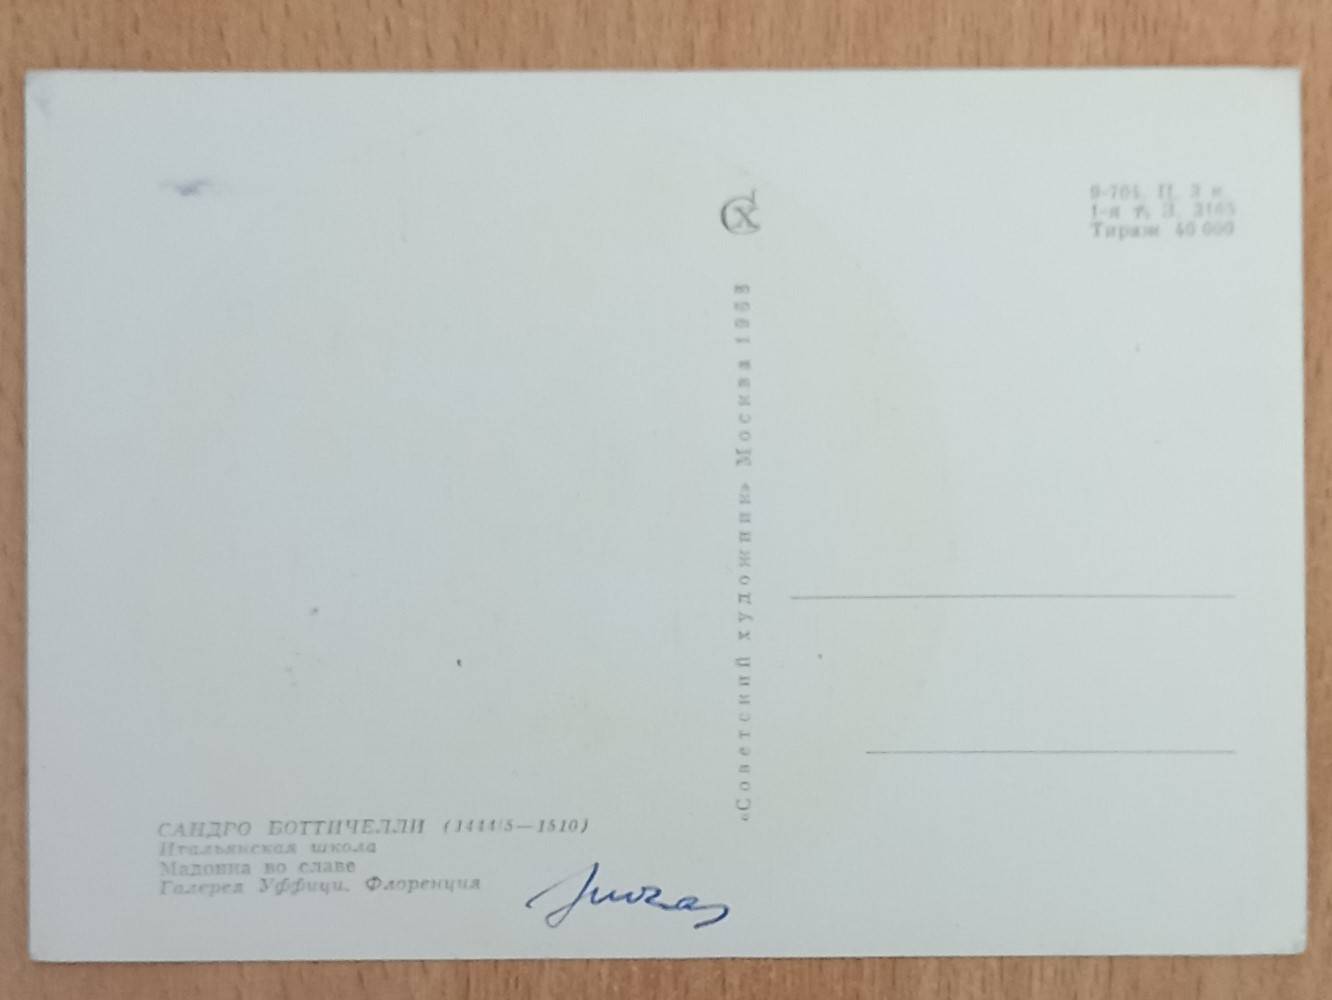 9-704. Ц. 3 к.
1-я т. З. 3165
Тираж 40 000
«Советский художник» Москва 1968
САНДРО БОТТИЧЕЛЛИ (1444/5—1510)
Итальянская школа
Мадонна во славе
Галерея Уффици. Флоренция